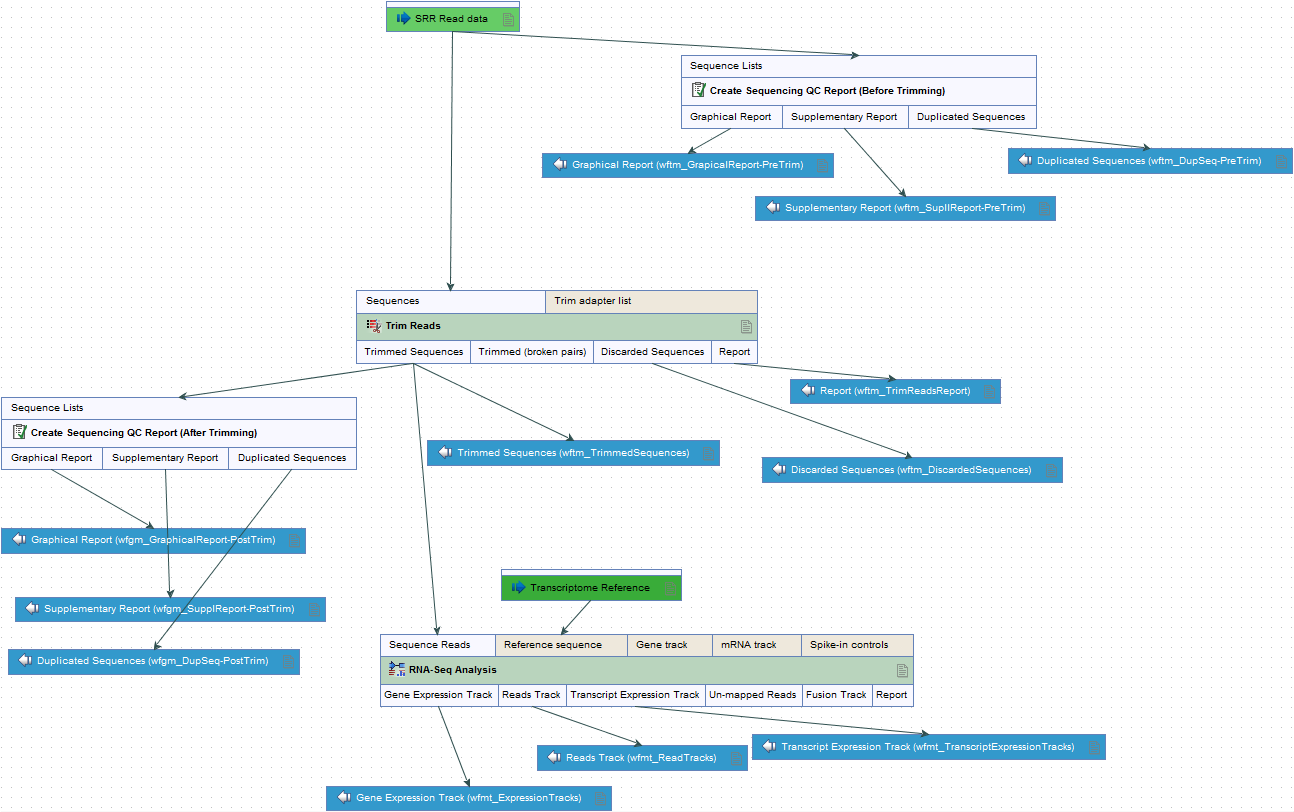 SRR Read data
Sequence Lists
Create Sequencing QC Report (Before Trimming)
Graphical Report Supplementary Report Duplicated Sequences
Graphical Report (wftm_GrapicalReport-PreTrim)
Duplicated Sequences (wftm_DupSeq-PreTrim)
Supplementary Report (wftm_SupllReport-PreTrim)
Sequences Trim adapter list
Trim Reads
Trimmed Sequences Trimmed (broken pairs) Discarded Sequences Report
Report (wftm_TrimReadsReport)
Sequence Lists
Create Sequencing QC Report (After Trimming)
Graphical Report Supplementary Report Duplicated Sequences
Trimmed Sequences (wftm_TrimmedSequences)
Discarded Sequences (wftm_DiscardedSequences)
Graphical Report (wfgm_GraphicalReport-PostTrim)
Supplementary Report (wfgm_SupplReport-PostTrim)
Duplicated Sequences (wfgm_DupSeq-PostTrim)
Transcriptome Reference
Sequence Reads Reference sequence Gene track mRNA track Spike-in controls
RNA-Seq Analysis
Gene Expression Track Reads Track Transcript Expression Track Un-mapped Reads Fusion Track Report
Transcript Expression Track (wfmt_TranscriptExpressionTracks)
Reads Track (wfmt_ReadTracks)
Gene Expression Track (wfmt_ExpressionTracks)